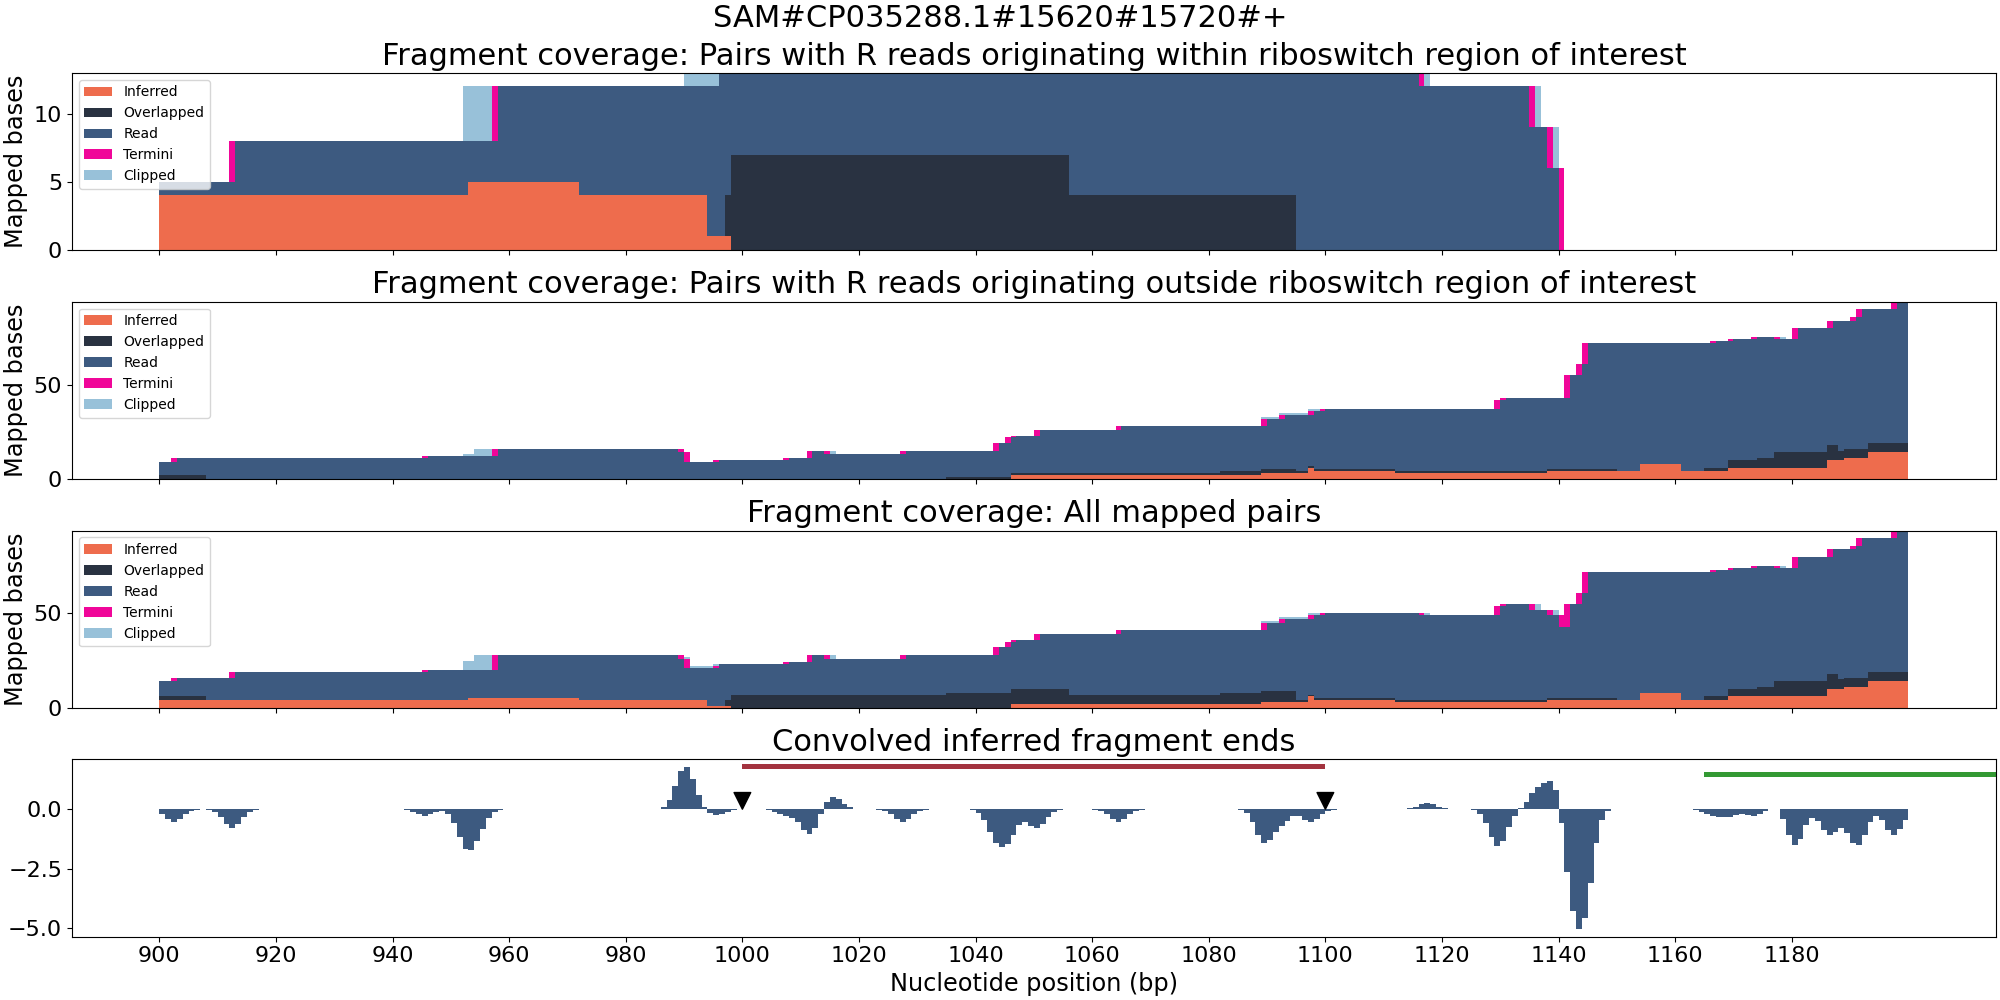 SAM#CP035288.1#15620#15720#+
Fragment coverage: Pairs with R reads originating within riboswitch region of interest
Mapped bases
10
5
0
Inferred
Overlapped
Read
Termini
Clipped
Fragment coverage: Pairs with R reads originating outside riboswitch region of interest
Mapped bases
50
0
Inferred
Overlapped
Read
Termini
Clipped
Fragment coverage: All mapped pairs
Mapped bases
50
0
Inferred
Overlapped
Read
Termini
Clipped
Convolved inferred fragment ends
0.0
−2.5
−5.0
900 920 940 960 980 1000 1020 1040 1060 1080 1100 1120 1140 1160 1180
Nucleotide position (bp)